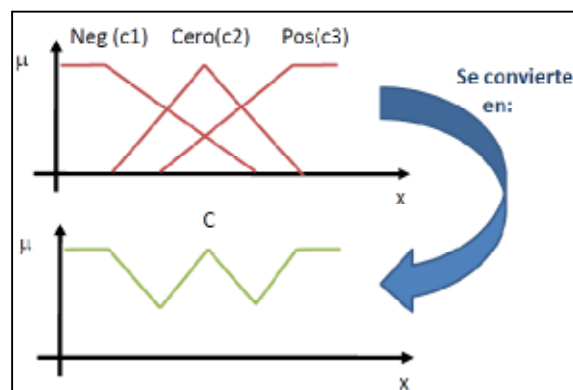 Neg (c1) Cero(c2) Pos(c3)
μ
Se convierte
en:
x
C
μ
x